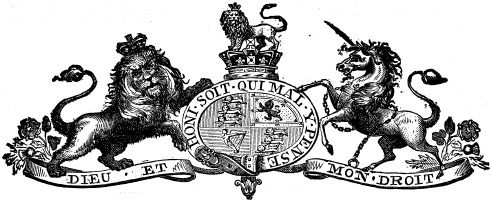 HONI · SOIT · QUI MAL · Y · PENSE
DIEU · ET MON · DROIT